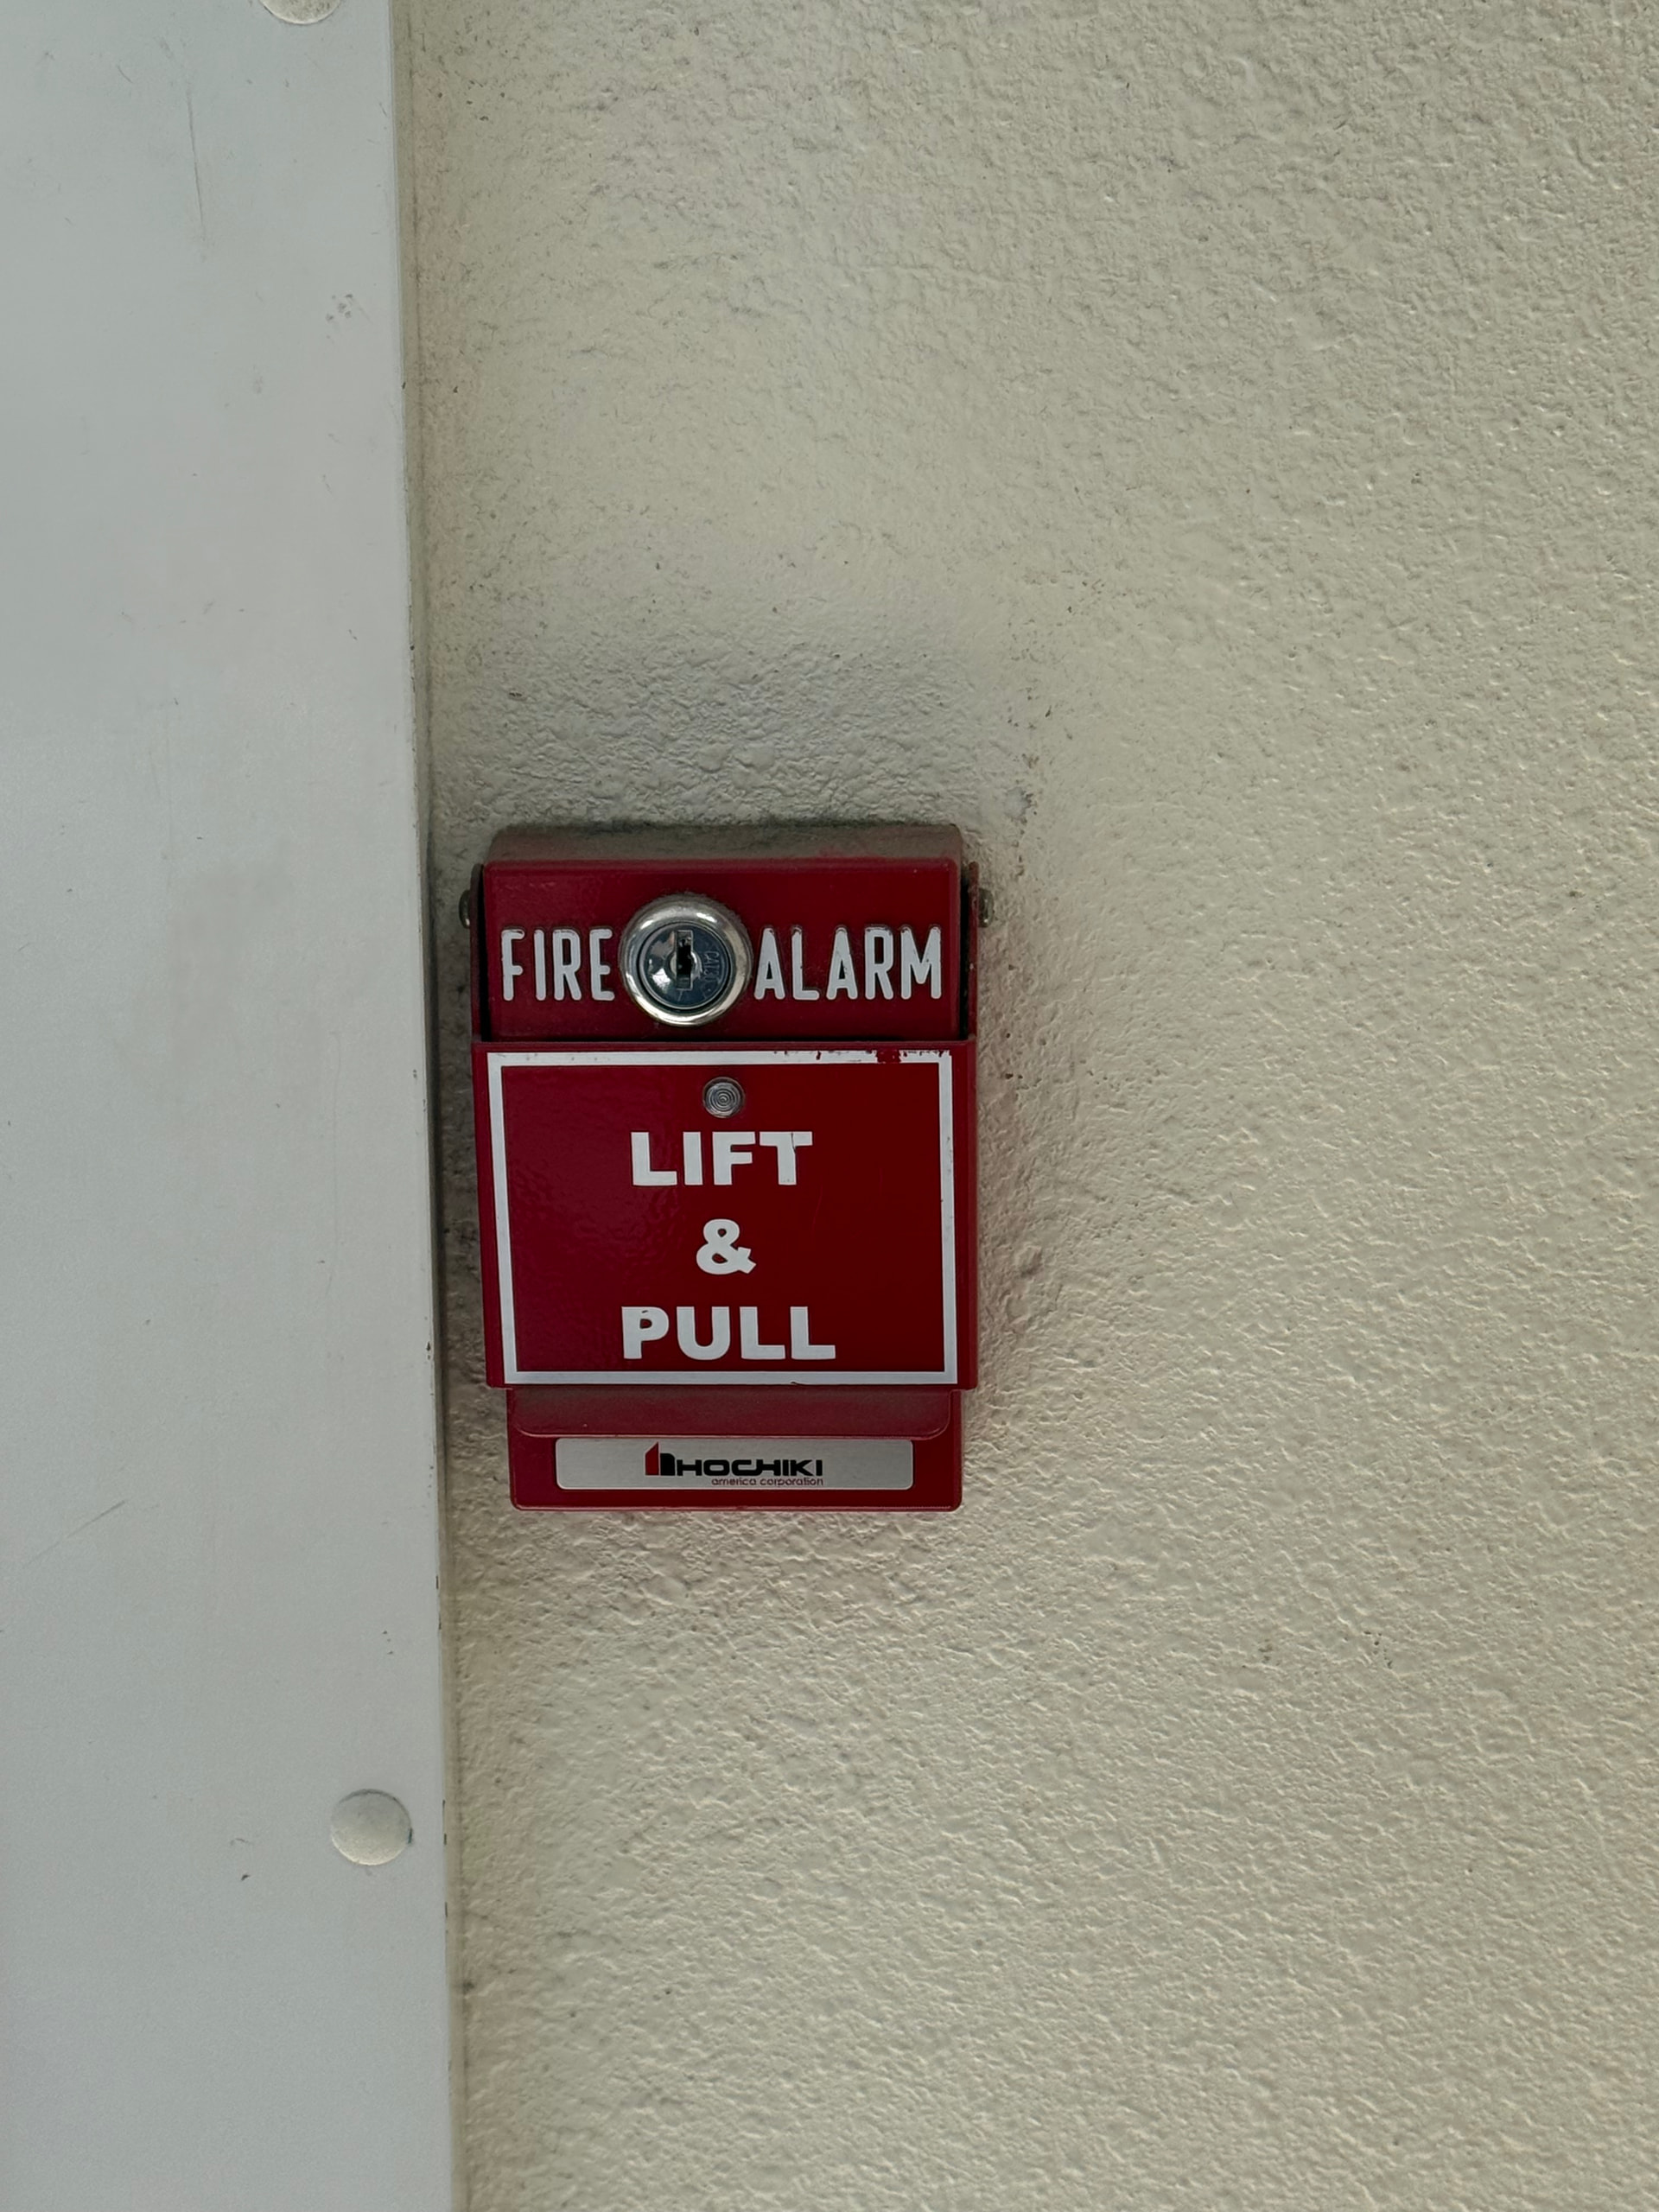 FIRE ALARM
LIFT
&
PULL
HOCHIKI
america corporation